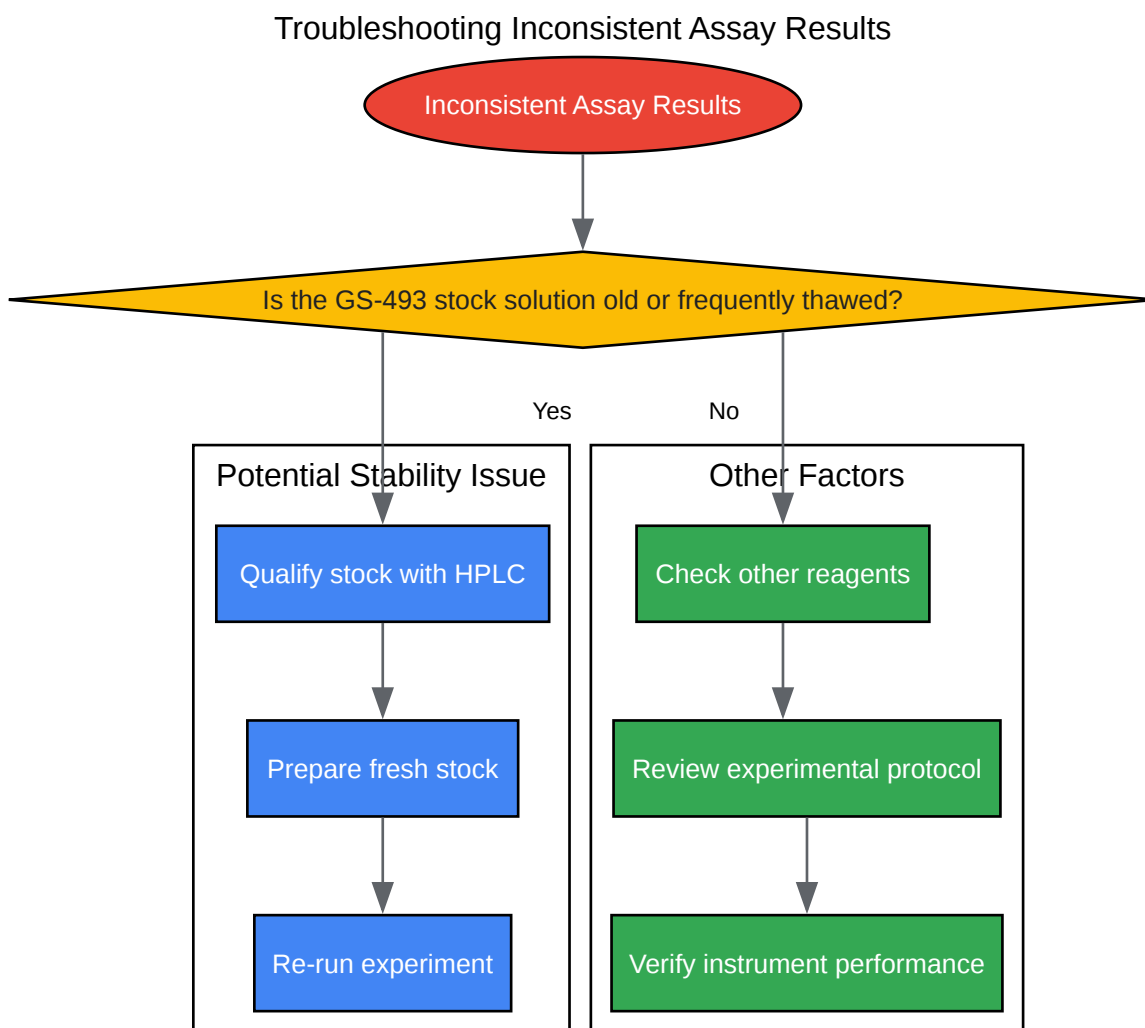 Troubleshooting Inconsistent Assay Results
Inconsistent Assay Results
Is the GS-493 stock solution old or frequently thawed?
Yes
No
Potential Stability Issue
Qualify stock with HPLC
Prepare fresh stock
Re-run experiment
Other Factors
Check other reagents
Review experimental protocol
Verify instrument performance